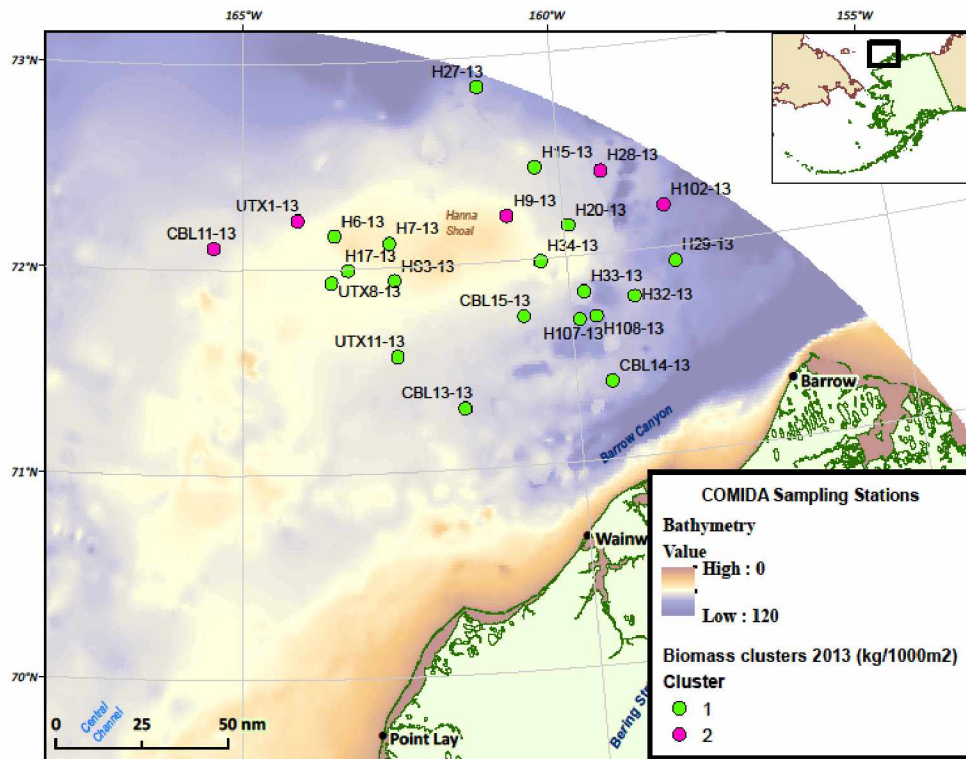 165°W
160°W
155°W
73°N
H27-13
H15-13
H28-13
H102-13
UTX1-13
H9-13
CBL11-13
H6-13
H7-13
Hanna
Shoal
H20-13
72°N
H17-13
HS3-13
H34-13
H29-13
UTX8-13
H33-13
H32-13
CBL15-13
H107-13
H108-13
UTX11-13
CBL13-13
CBL14-13
Barrow
Barrow Canyon
71°N
Wainw
COMIDA Sampling Stations
Bathymetry
Value
High : 0
Low : 120
Biomass clusters 2013 (kg/1000m2)
Cluster
1
2
70°N
Central
Channel
0 25 50 nm
Point Lay
Bering